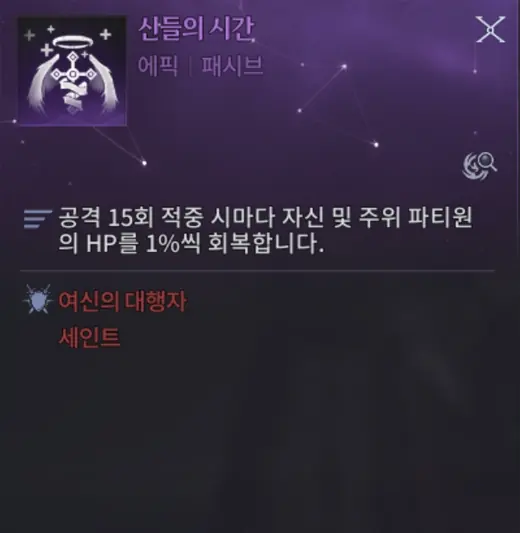 산들의 시간
에픽 | 패시브
공격 15회 적중 시마다 자신 및 주위 파티원
의 HP를 1%씩 회복합니다.
여신의 대행자
세인트